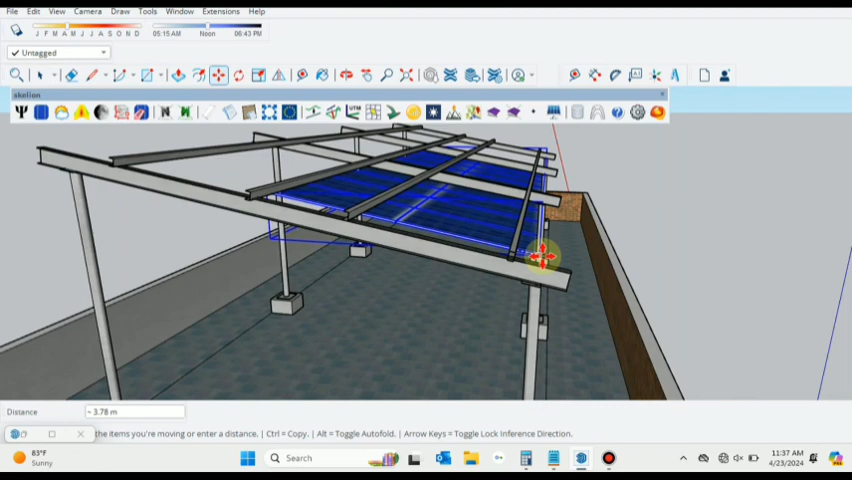 File Edit View Camera Draw Tools Window Extensions Help
J F M A M J J A S O N D 05:15 AM Noon 06:43 PM
✓ Untagged
skelion
UTM
Distance ~ 3.78 m
the items you're moving or enter a distance. | Ctrl = Copy. | Alt = Toggle Autofold. | Arrow Keys = Toggle Lock Inference Direction.
83°F
Sunny
Search
11:37 AM
4/23/2024